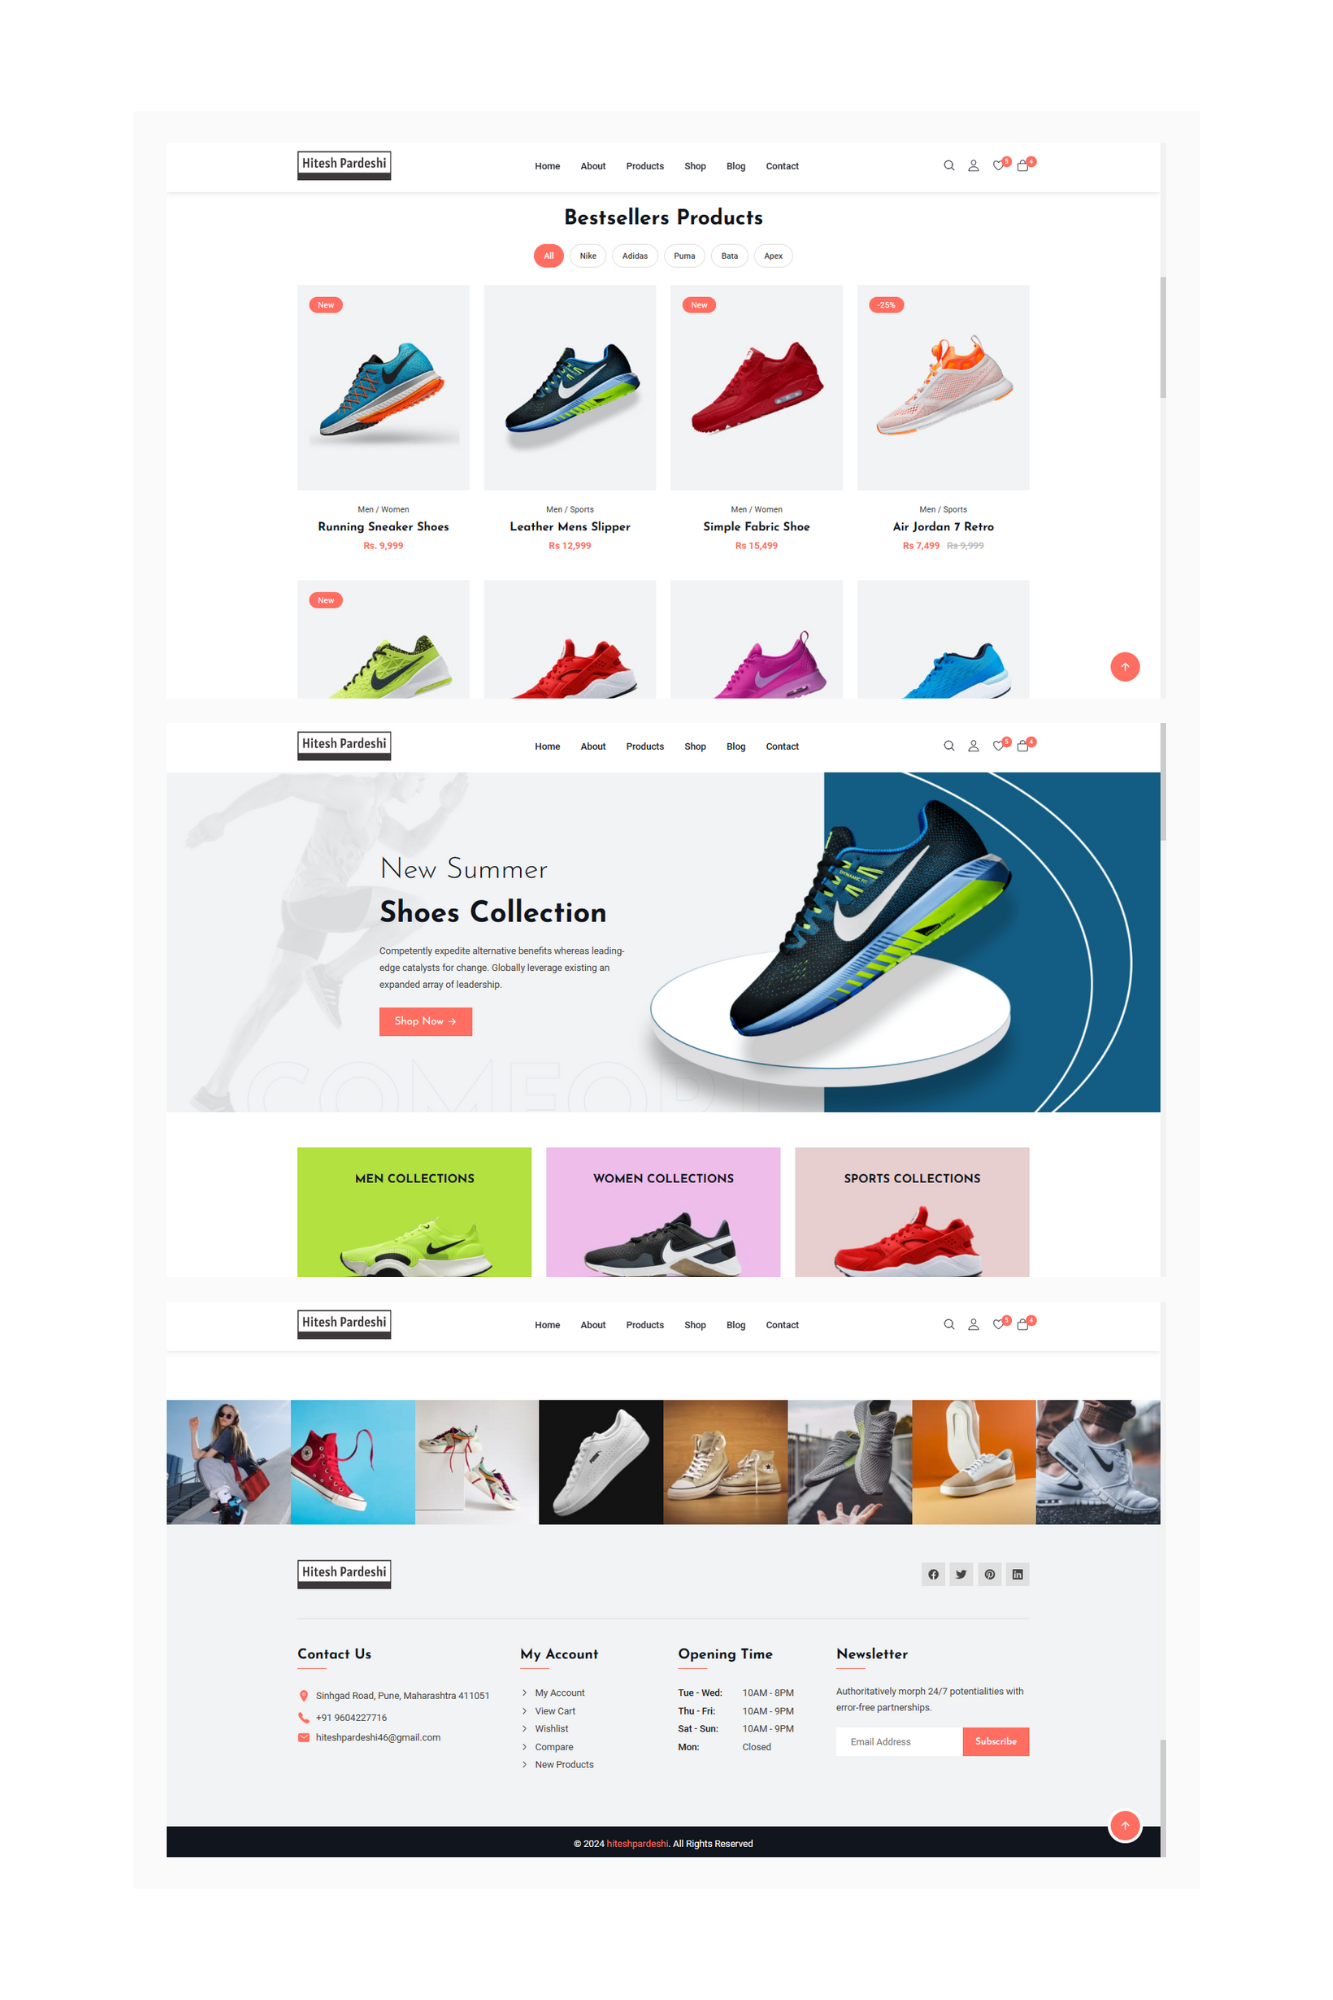 Hitesh Pardeshi
Home About Products Shop Blog Contact
5 4
Bestsellers Products
All Nike Adidas Puma Bata Apex
New New -25%
Men / Women Men / Sports Men / Women Men / Sports
Running Sneaker Shoes Leather Mens Slipper Simple Fabric Shoe Air Jordan 7 Retro
Rs. 9,999 Rs 12,999 Rs 15,499 Rs 7,499 Rs 9,999
New
Hitesh Pardeshi
Home About Products Shop Blog Contact
5 4
New Summer
Shoes Collection
Competently expedite alternative benefits whereas leading-
edge catalysts for change. Globally leverage existing an
expanded array of leadership.
Shop Now →
COMFORT
MEN COLLECTIONS WOMEN COLLECTIONS SPORTS COLLECTIONS
Hitesh Pardeshi
Home About Products Shop Blog Contact
5 4
Hitesh Pardeshi
Contact Us
Sinhgad Road, Pune, Maharashtra 411051
+91 9604227716
hiteshpardeshi46@gmail.com
My Account
My Account
View Cart
Wishlist
Compare
New Products
Opening Time
Tue - Wed: 10AM - 8PM
Thu - Fri: 10AM - 9PM
Sat - Sun: 10AM - 9PM
Mon: Closed
Newsletter
Authoritatively morph 24/7 potentialities with
error-free partnerships.
Email Address Subscribe
© 2024 hiteshpardeshi. All Rights Reserved